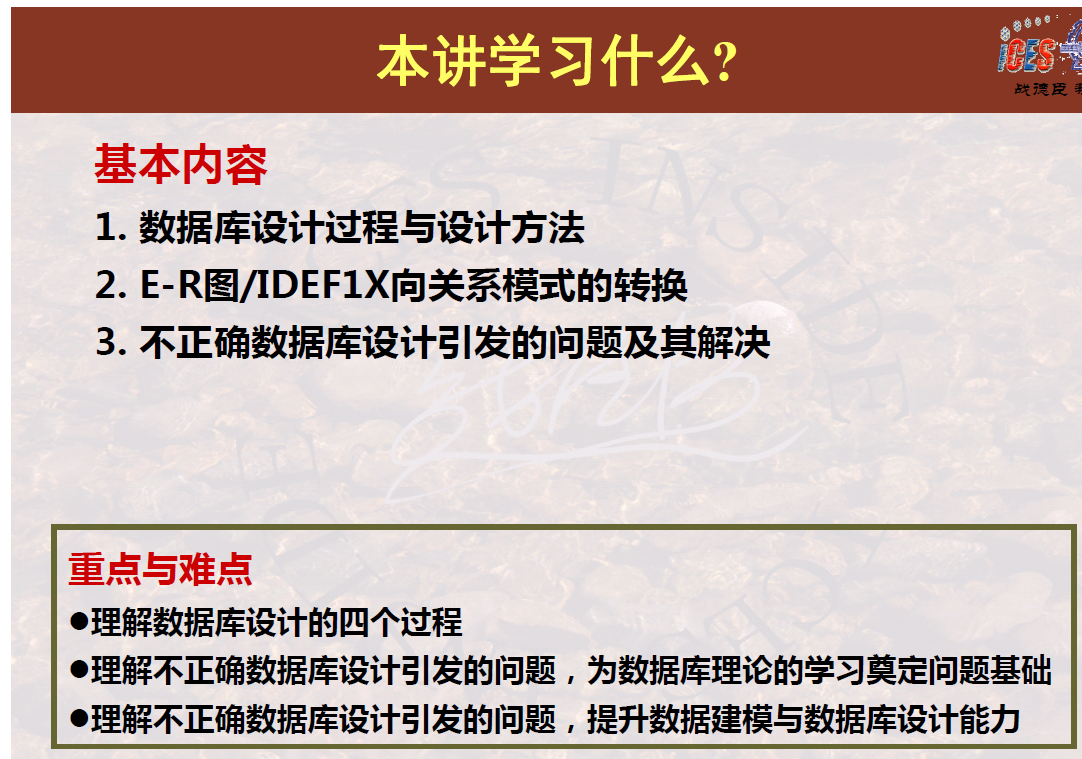 本讲学习什么?
ICES
战德臣
基本内容
1. 数据库设计过程与设计方法
2. E-R图/IDEF1X向关系模式的转换
3. 不正确数据库设计引发的问题及其解决
重点与难点
●理解数据库设计的四个过程
●理解不正确数据库设计引发的问题，为数据库理论的学习奠定问题基础
●理解不正确数据库设计引发的问题，提升数据建模与数据库设计能力